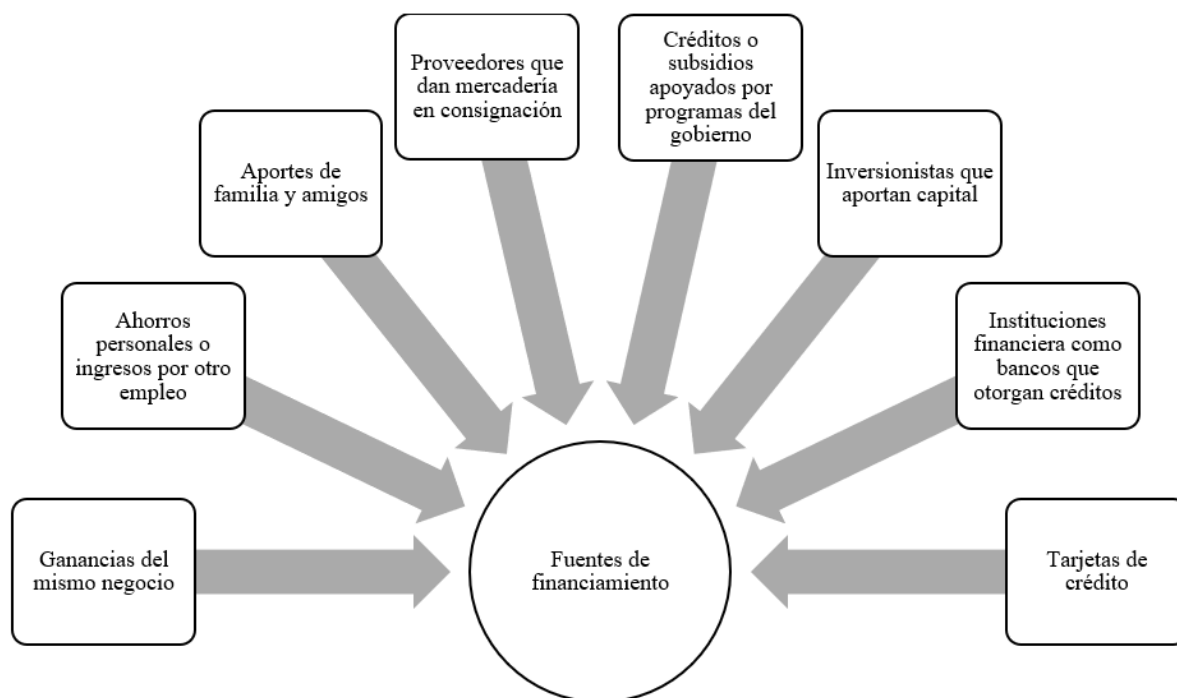 Ganancias del
mismo negocio
Ahorros
personales o
ingresos por otro
empleo
Aportes de
familia y amigos
Proveedores que
dan mercadería
en consignación
Créditos o
subsidios
apoyados por
programas del
gobierno
Inversionistas que
aportan capital
Instituciones
financiera como
bancos que
otorgan créditos
Tarjetas de
crédito
Fuentes de
financiamiento